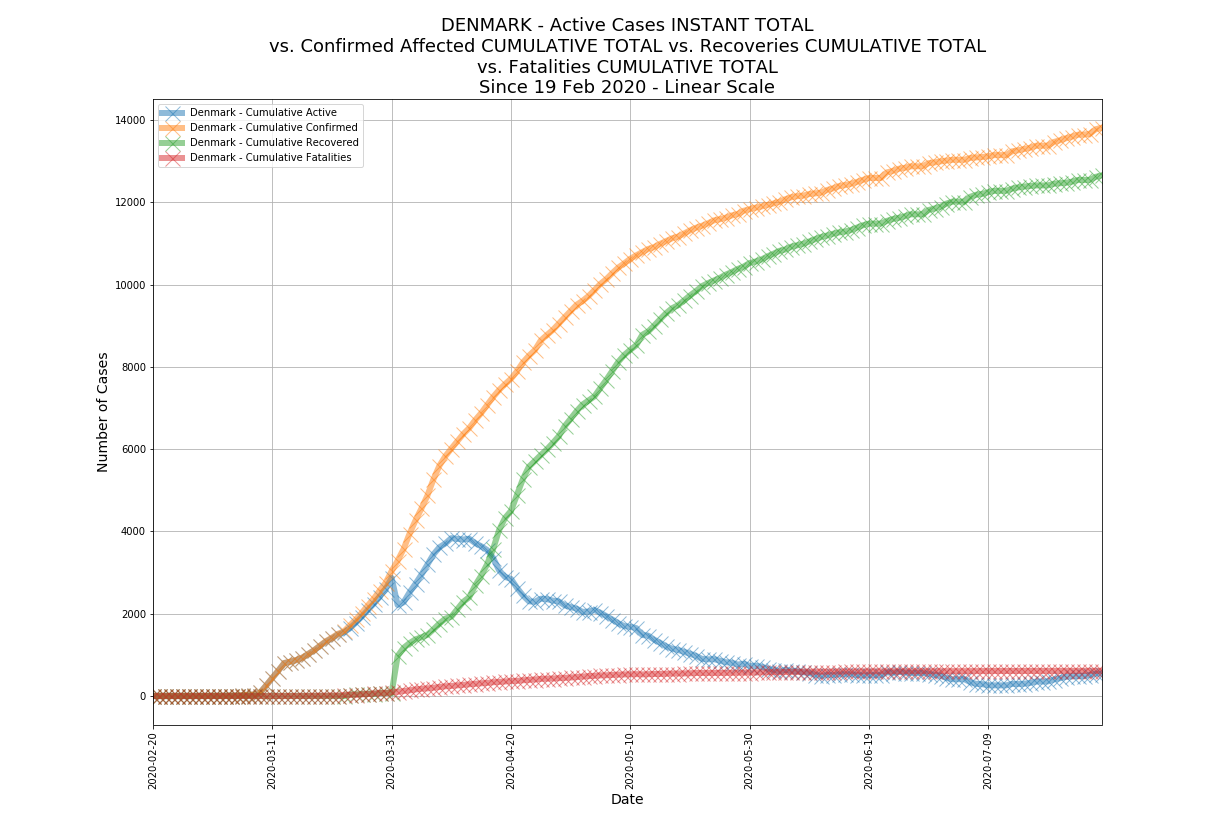 DENMARK - Active Cases INSTANT TOTAL
vs. Confirmed Affected CUMULATIVE TOTAL vs. Recoveries CUMULATIVE TOTAL
vs. Fatalities CUMULATIVE TOTAL
Since 19 Feb 2020 - Linear Scale
Denmark - Cumulative Active
Denmark - Cumulative Confirmed
Denmark - Cumulative Recovered
Denmark - Cumulative Fatalities
Number of Cases
14000
12000
10000
8000
6000
4000
2000
0
2020-02-20
2020-03-11
2020-03-31
2020-04-20
2020-05-10
2020-05-30
2020-06-19
2020-07-09
Date